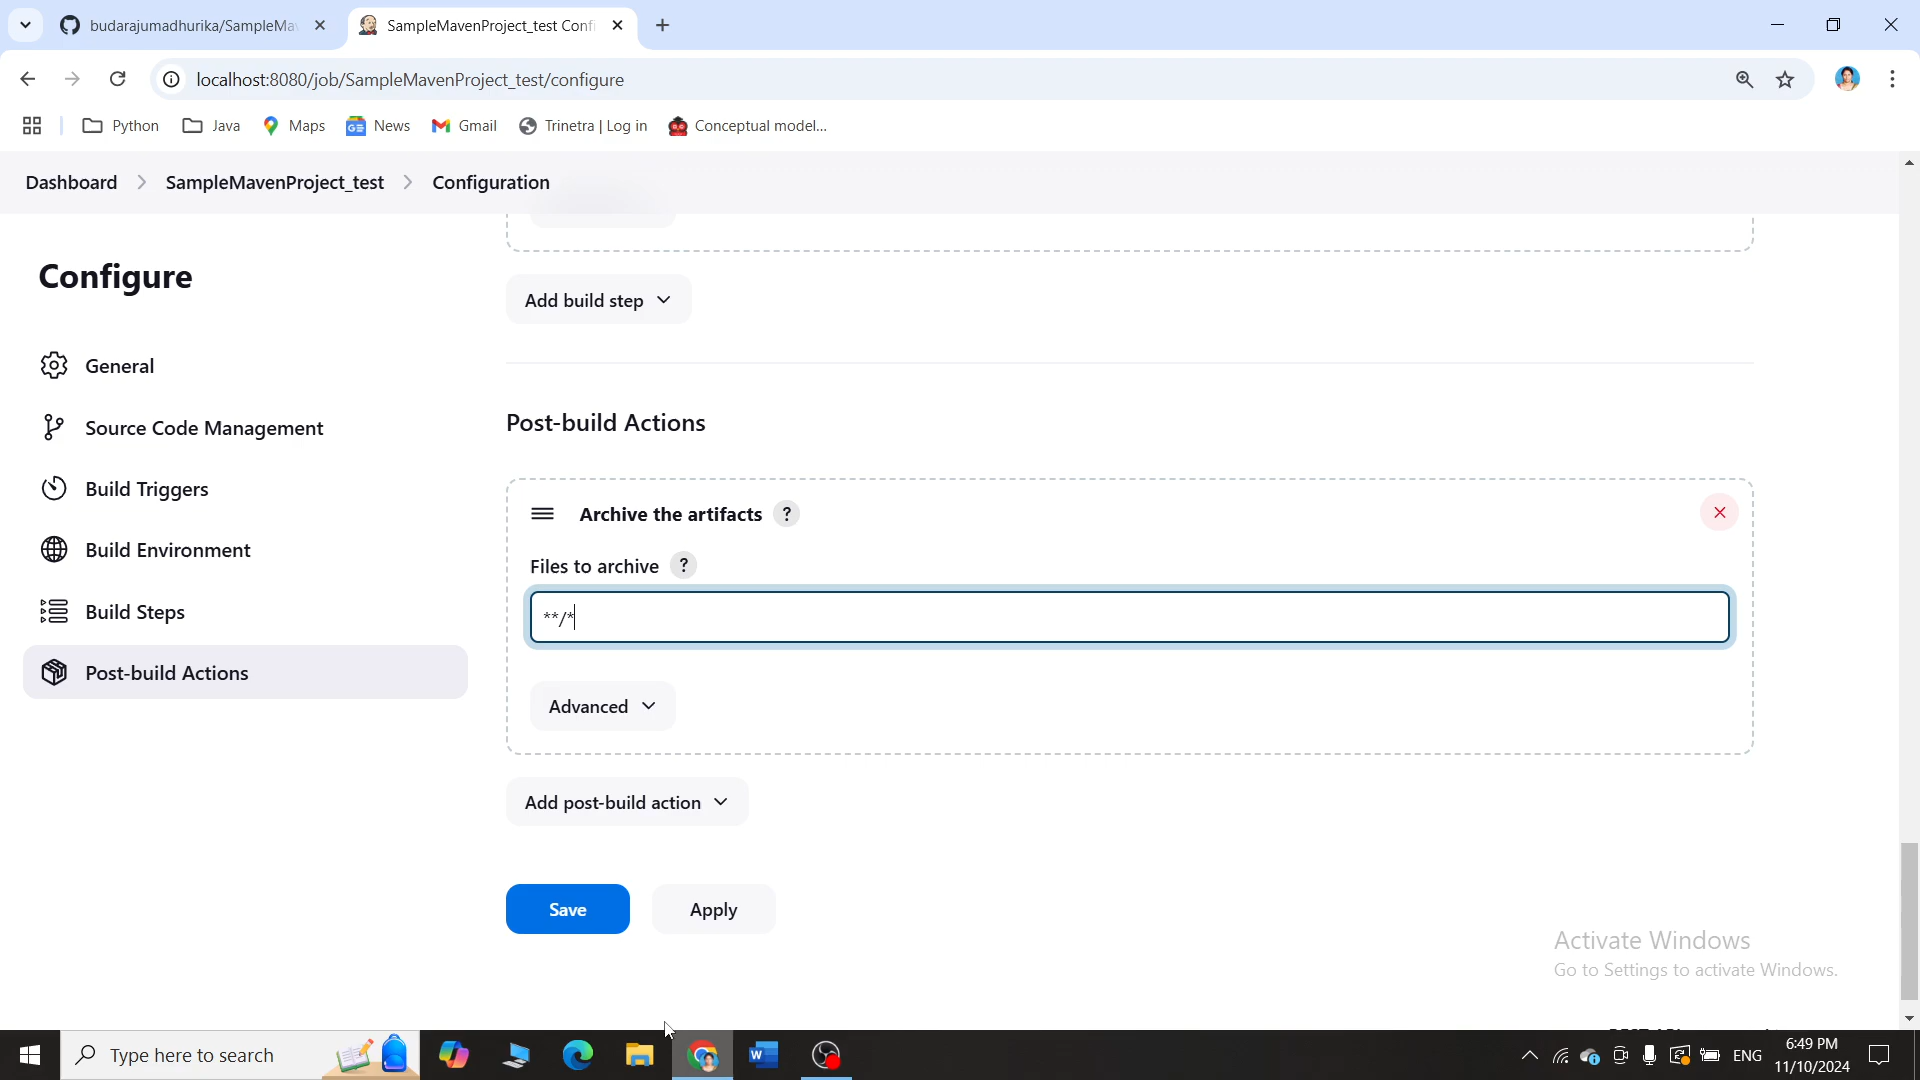 budarajumadhurika/SampleMav
SampleMavenProject_test Confi
localhost:8080/job/SampleMavenProject_test/configure
Python
Java
Maps
News
Gmail
Trinetra | Log in
Conceptual model...
Dashboard
SampleMavenProject_test
Configuration
Configure
General
Source Code Management
Build Triggers
Build Environment
Build Steps
Post-build Actions
Add build step
Post-build Actions
Archive the artifacts ?
Files to archive ?
**/*
Advanced
Add post-build action
Save
Apply
Activate Windows
Go to Settings to activate Windows.
Type here to search
ENG
6:49 PM
11/10/2024